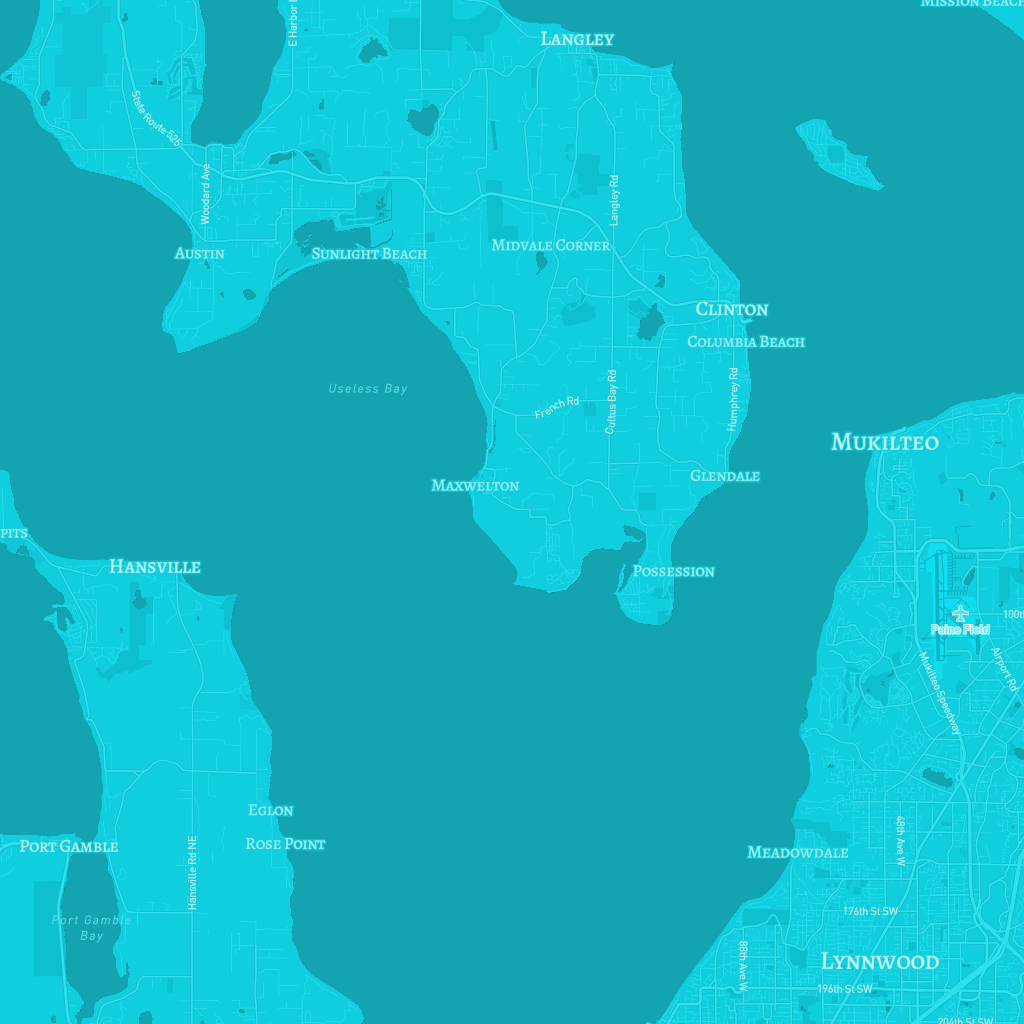 Mission Beach
E Harbor
Langley
State Route 525
Woodard Ave
Langley Rd
Austin
Sunlight Beach
Midvale Corner
Clinton
Columbia Beach
Useless Bay
French Rd
Cultus Bay Rd
Humphrey Rd
Mukilteo
Glendale
Maxwelton
Pits
Hansville
Possession
100th
Paine Field
Airport Rd
Mukilteo Speedway
Eglon
Rose Point
Port Gamble
Hansville Rd NE
48th Ave W
Meadowdale
Port Gamble
Bay
176th St SW
88th Ave W
Lynnwood
196th St SW
204th St SW